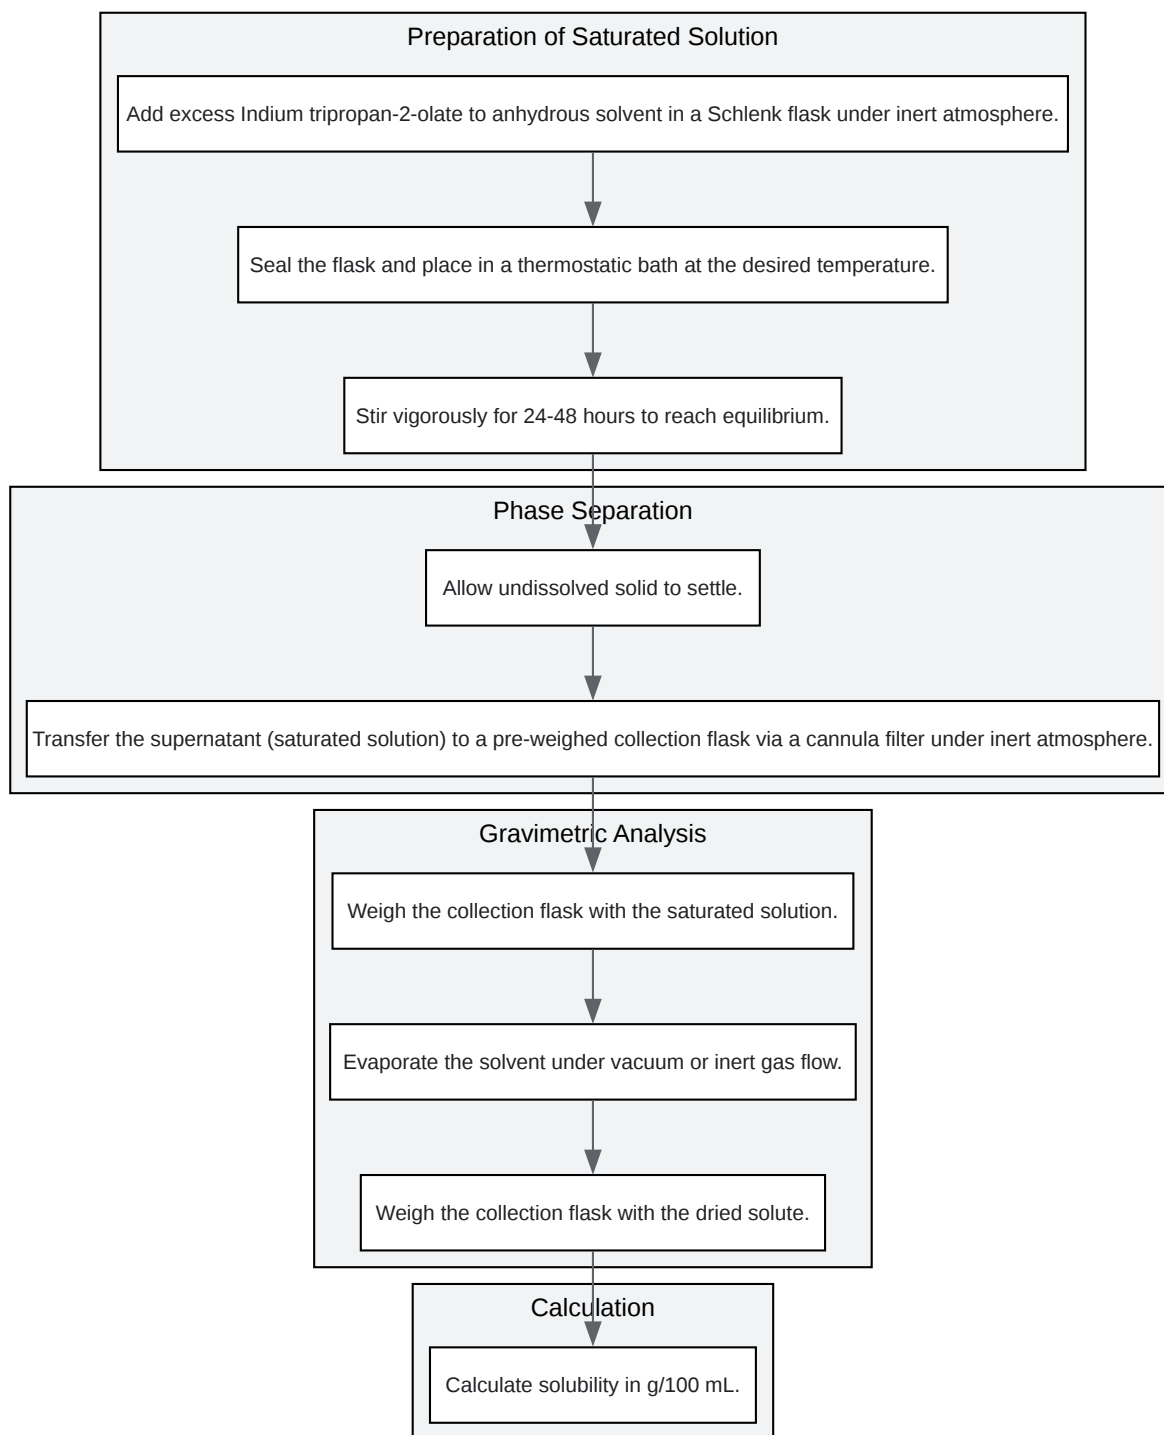 Preparation of Saturated Solution
Add excess Indium tripropan-2-olate to anhydrous solvent in a Schlenk flask under inert atmosphere.
Seal the flask and place in a thermostatic bath at the desired temperature.
Stir vigorously for 24-48 hours to reach equilibrium.
Phase Separation
Allow undissolved solid to settle.
Transfer the supernatant (saturated solution) to a pre-weighed collection flask via a cannula filter under inert atmosphere.
Gravimetric Analysis
Weigh the collection flask with the saturated solution.
Evaporate the solvent under vacuum or inert gas flow.
Weigh the collection flask with the dried solute.
Calculation
Calculate solubility in g/100 mL.